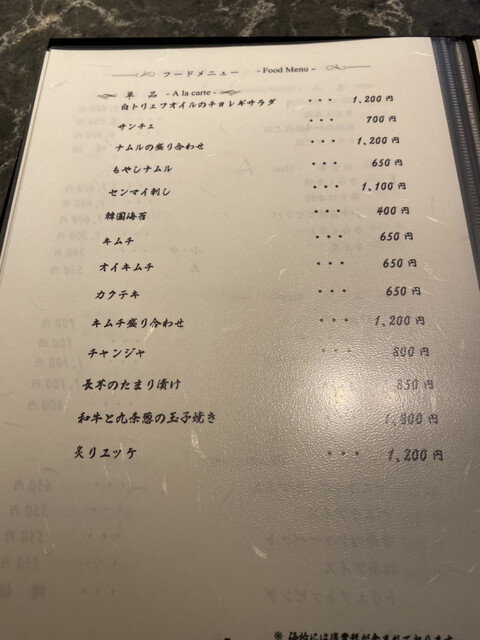 フードメニュー - Food Menu -
単品 - A la carte -
白トリュフオイルのチョレギサラダ ・・・ 1,200円
サンチェ ・・・ 700円
ナムルの盛り合わせ ・・・ 1,200円
もやしナムル ・・・ 650円
センマイ刺し ・・・ 1,100円
韓国海苔 ・・・ 400円
キムチ ・・・ 650円
オイキムチ ・・・ 650円
カクテキ ・・・ 650円
キムチ盛り合わせ ・・・ 1,200円
チャンジャ ・・・ 800円
長芋のたまり漬け ・・・ 850円
和牛と九条葱の玉子焼き ・・・ 円
炙りユッケ ・・・ 1,200円